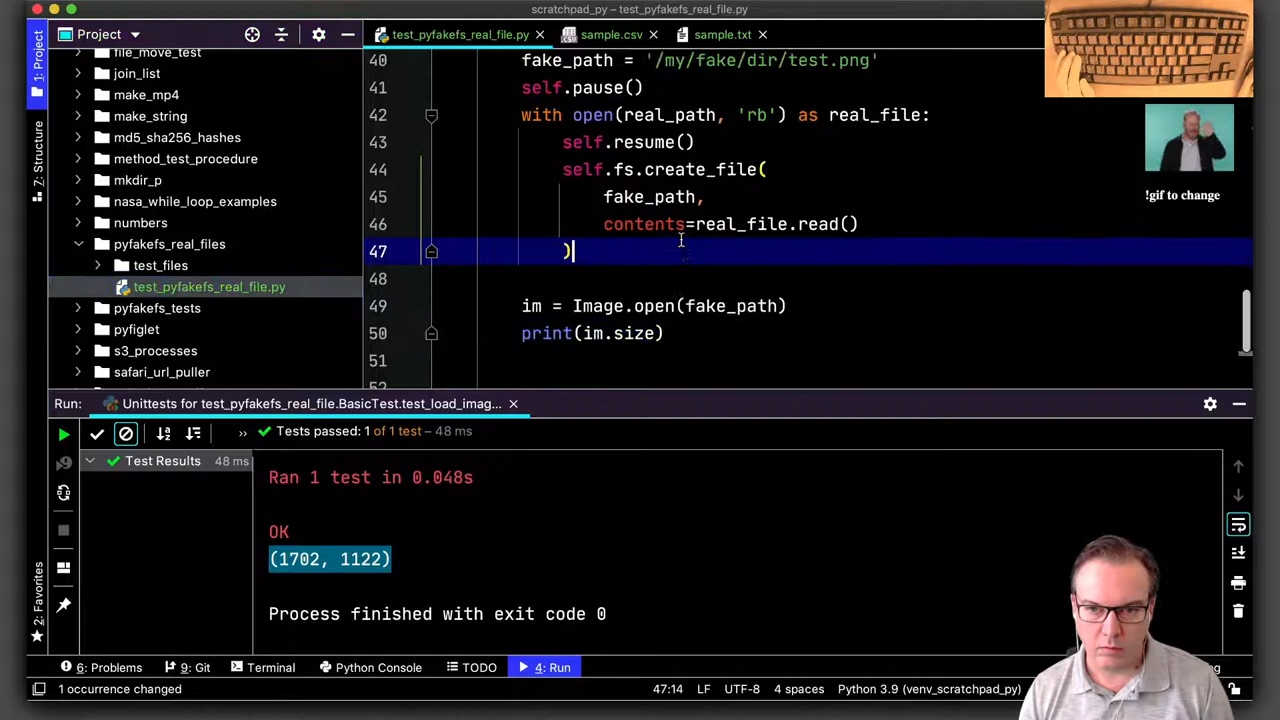 scratchpad_py – test_pyfakefs_real_file.py
Project
test_pyfakefs_real_file.py
sample.csv
sample.txt
1: Project
7: Structure
2: Favorites
file_move_test
join_list
make_mp4
make_string
md5_sha256_hashes
method_test_procedure
mkdir_p
nasa_while_loop_examples
numbers
pyfakefs_real_files
test_files
test_pyfakefs_real_file.py
pyfakefs_tests
pyfiglet
s3_processes
safari_url_puller
40 fake_path = '/my/fake/dir/test.png'
41 self.pause()
42 with open(real_path, 'rb') as real_file:
43 self.resume()
44 self.fs.create_file(
45 fake_path,
46 contents=real_file.read()
47 )
48
49 im = Image.open(fake_path)
50 print(im.size)
51
52
!gif to change
Run: Unittests for test_pyfakefs_real_file.BasicTest.test_load_imag...
» Tests passed: 1 of 1 test – 48 ms
Test Results 48 ms
Ran 1 test in 0.048s
OK
(1702, 1122)
Process finished with exit code 0
6: Problems 9: Git Terminal Python Console TODO 4: Run
1 occurrence changed 47:14 LF UTF-8 4 spaces Python 3.9 (venv_scratchpad_py)